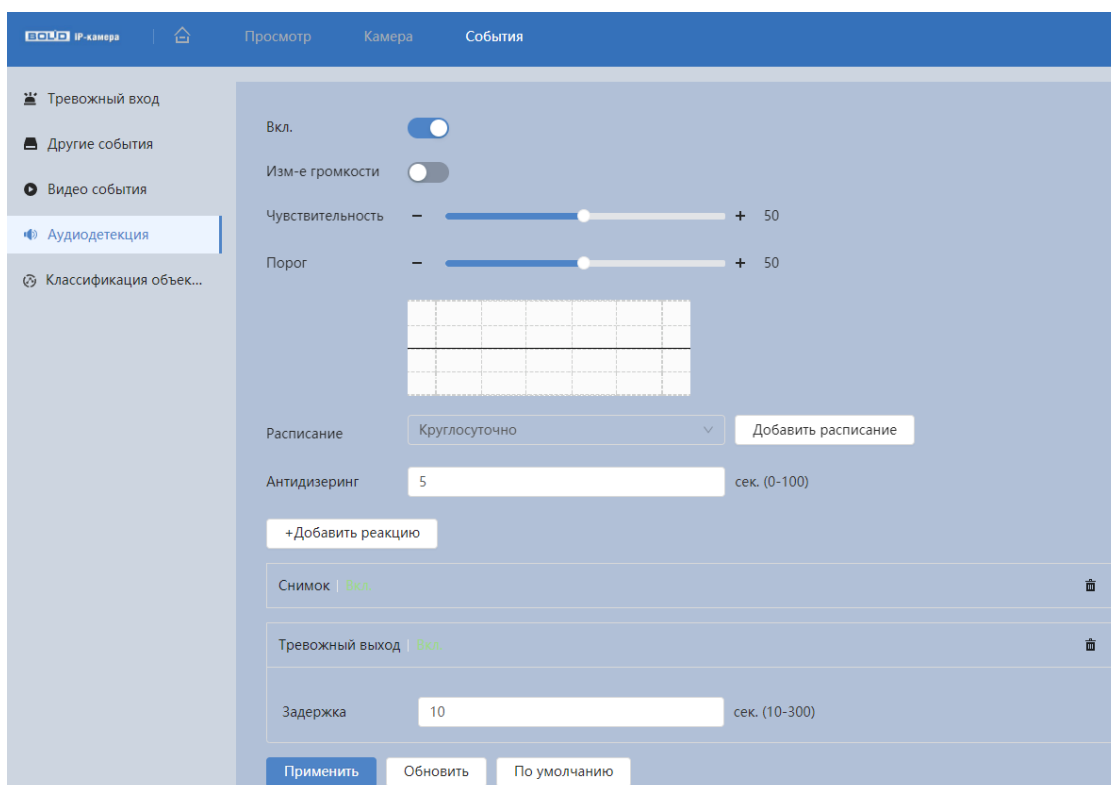 BOLID IP-камера
Просмотр Камера События
Тревожный вход
Другие события
Видео события
Аудиодетекция
Классификация объек...
Вкл.
Изм-е громкости
Чувствительность − + 50
Порог − + 50
Расписание Круглосуточно Добавить расписание
Антидизеринг 5 сек. (0-100)
+Добавить реакцию
Снимок |
Тревожный выход |
Задержка 10 сек. (10-300)
Применить Обновить По умолчанию